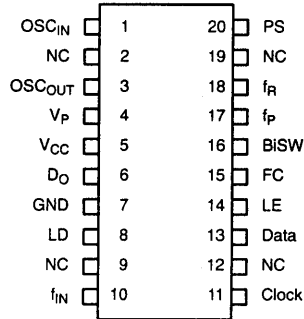 OSCIN 1 20 PS
NC 2 19 NC
OSCOUT 3 18 fR
VP 4 17 fP
VCC 5 16 BiSW
DO 6 15 FC
GND 7 14 LE
LD 8 13 Data
NC 9 12 NC
fIN 10 11 Clock